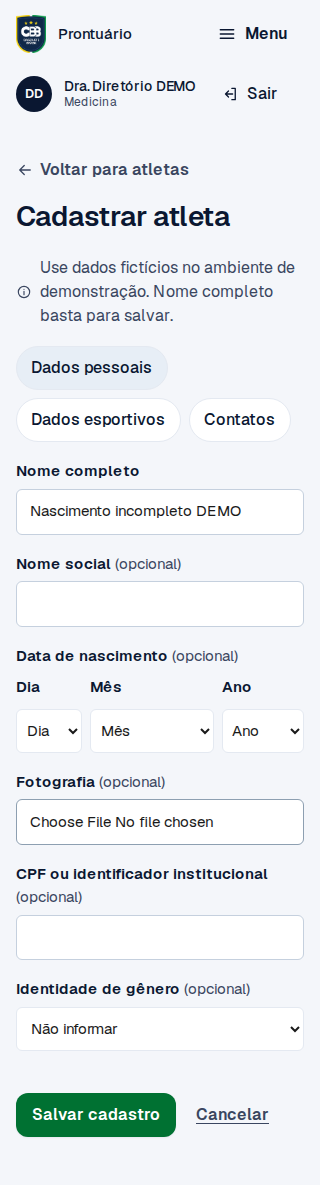 CBB
Prontuário
Menu
DD
Dra. Diretório DEMO
Medicina
Sair
Voltar para atletas
Cadastrar atleta
Use dados fictícios no ambiente de
demonstração. Nome completo
basta para salvar.
Dados pessoais
Dados esportivos
Contatos
Nome completo
Nascimento incompleto DEMO
Nome social (opcional)
Data de nascimento (opcional)
Dia Mês Ano
Dia Mês Ano
Fotografia (opcional)
Choose File No file chosen
CPF ou identificador institucional
(opcional)
Identidade de gênero (opcional)
Não informar
Salvar cadastro
Cancelar